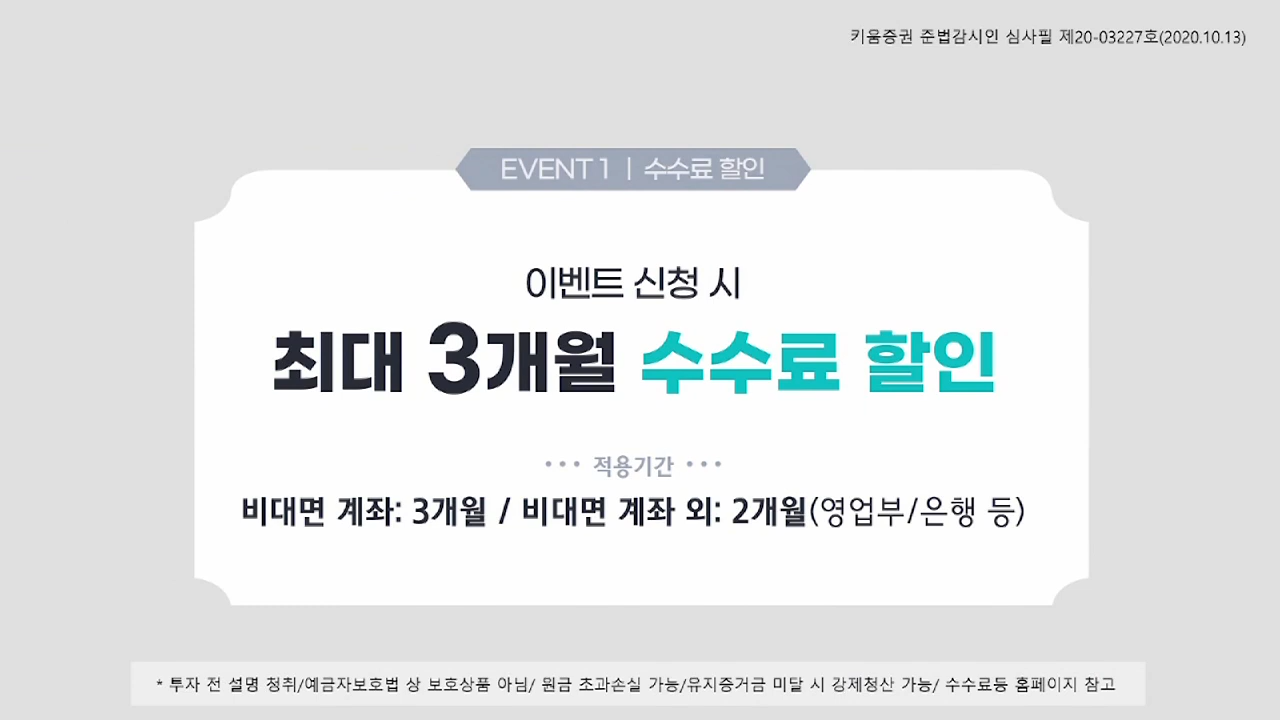 키움증권 준법감시인 심사필 제20-03227호(2020.10.13)
EVENT 1 | 수수료 할인
이벤트 신청 시
최대 3개월 수수료 할인
••• 적용기간 •••
비대면 계좌: 3개월 / 비대면 계좌 외: 2개월(영업부/은행 등)
* 투자 전 설명 청취/예금자보호법 상 보호상품 아님/ 원금 초과손실 가능/유지증거금 미달 시 강제청산 가능/ 수수료등 홈페이지 참고